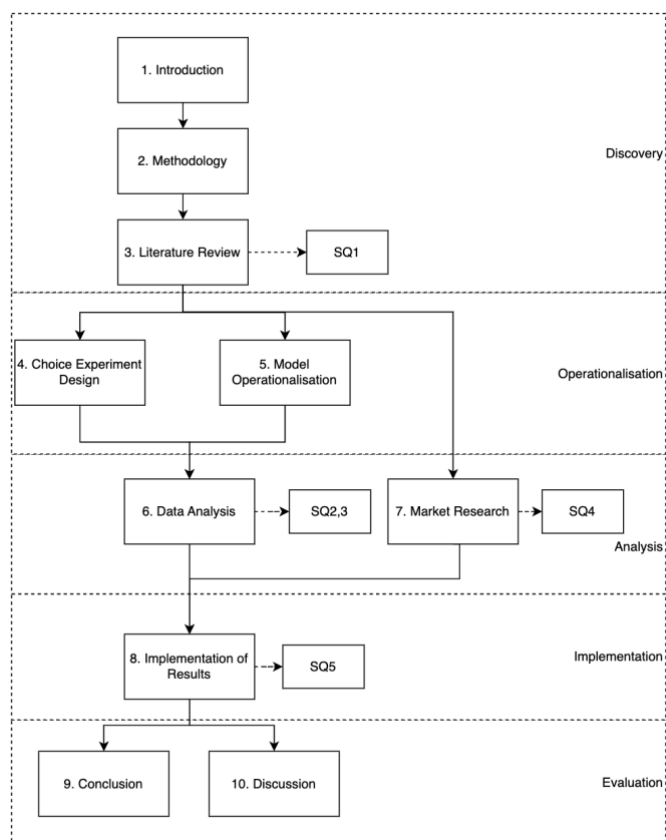 1. Introduction
2. Methodology
Discovery
3. Literature Review
SQ1
4. Choice Experiment
Design
5. Model
Operationalisation
Operationalisation
6. Data Analysis
SQ2,3
7. Market Research
SQ4
Analysis
8. Implementation of
Results
SQ5
Implementation
9. Conclusion
10. Discussion
Evaluation